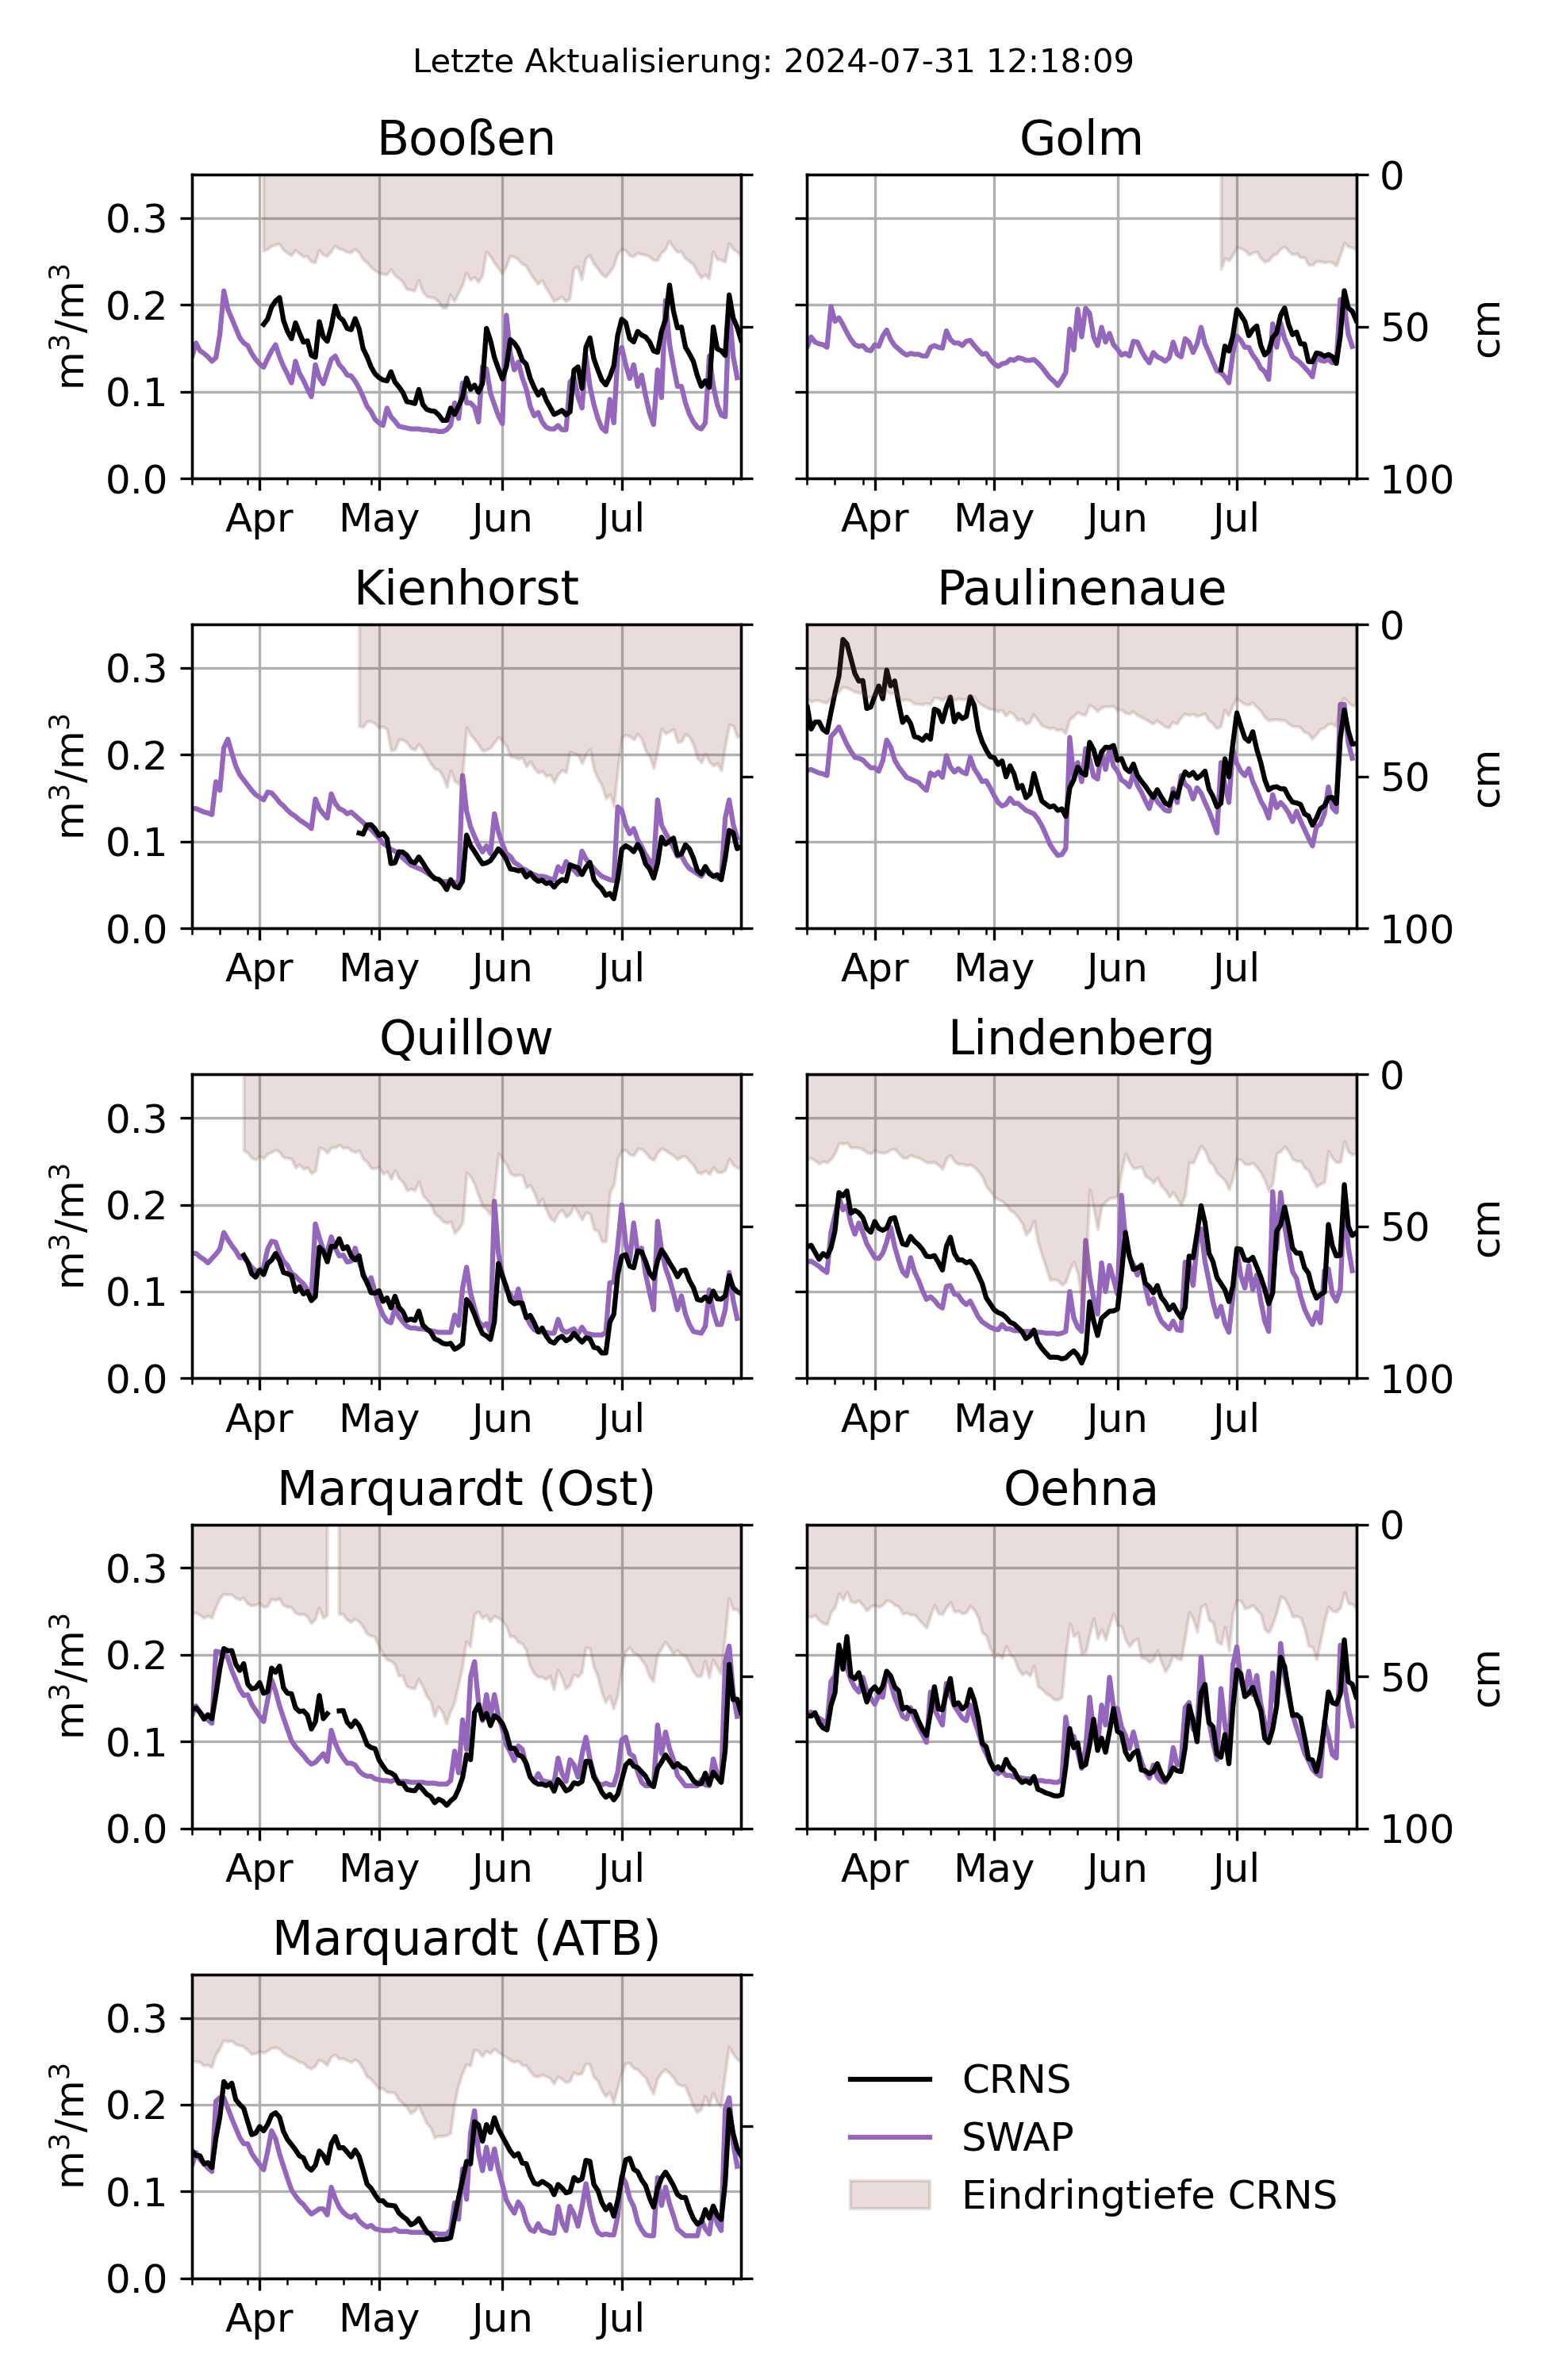 Letzte Aktualisierung: 2024-07-31 12:18:09
Booßen
Golm
m³/m³
0.3
0.2
0.1
0.0
Apr May Jun Jul
Apr May Jun Jul
0
50
100
cm
Kienhorst
Paulinenaue
m³/m³
0.3
0.2
0.1
0.0
Apr May Jun Jul
Apr May Jun Jul
0
50
100
cm
Quillow
Lindenberg
m³/m³
0.3
0.2
0.1
0.0
Apr May Jun Jul
Apr May Jun Jul
0
50
100
cm
Marquardt (Ost)
Oehna
m³/m³
0.3
0.2
0.1
0.0
Apr May Jun Jul
Apr May Jun Jul
0
50
100
cm
Marquardt (ATB)
m³/m³
0.3
0.2
0.1
0.0
Apr May Jun Jul
CRNS
SWAP
Eindringtiefe CRNS